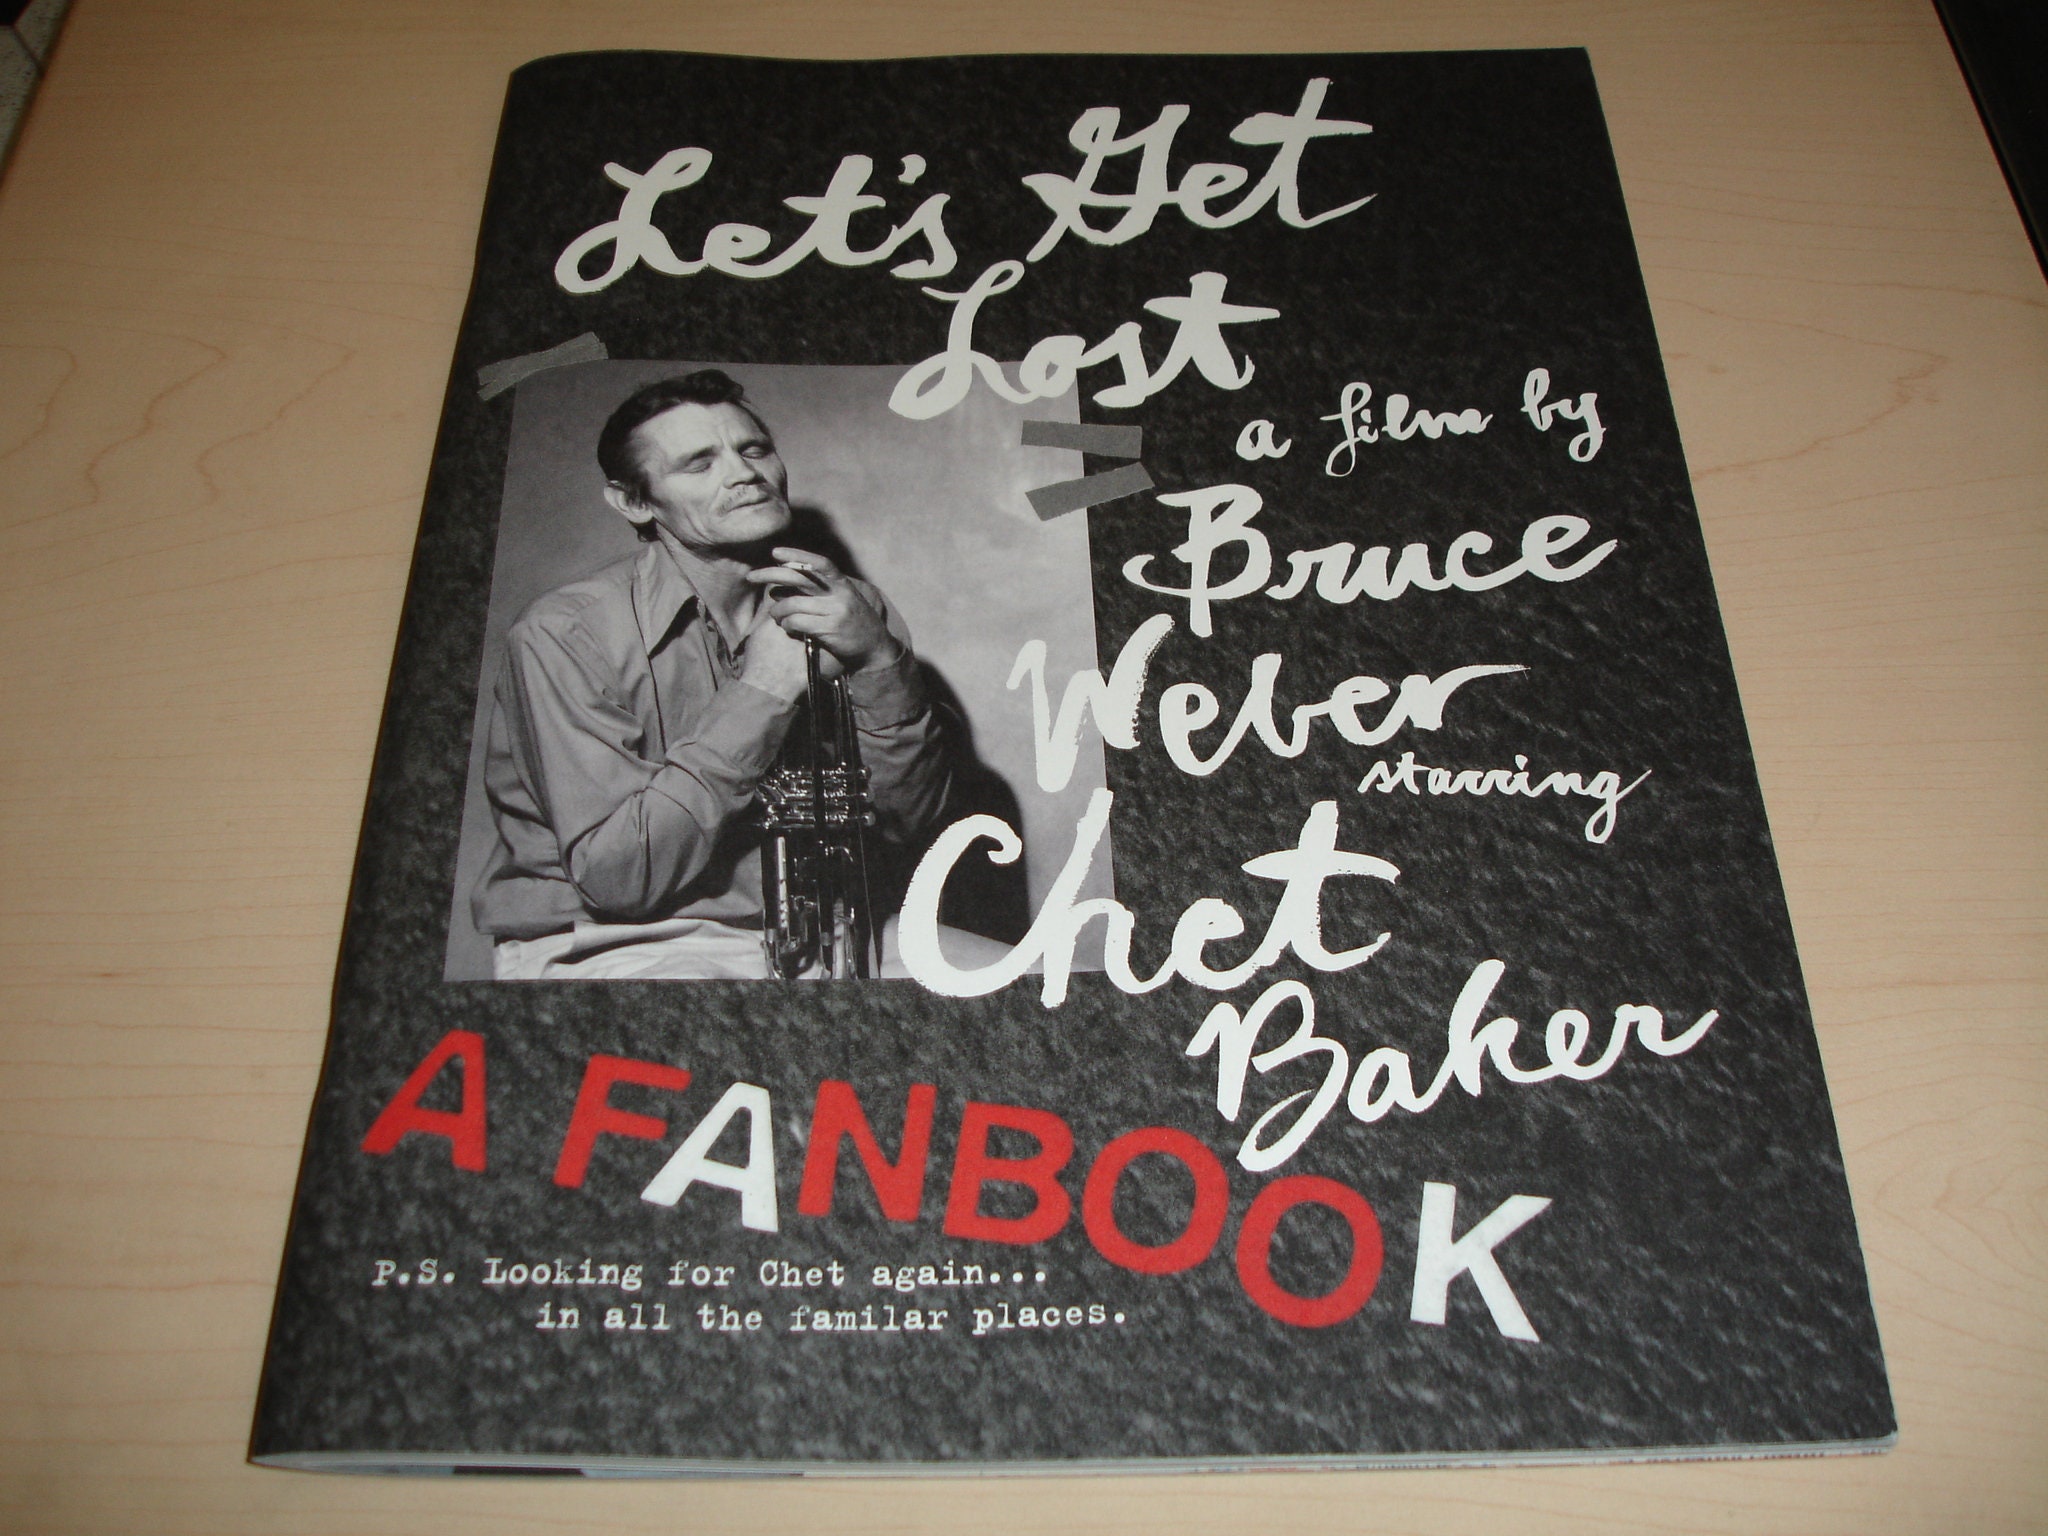 Let's Get
Lost
a film by
Bruce
Weber
starring
Chet
Baker
A FANBOOK
P.S. Looking for Chet again...
in all the familar places.